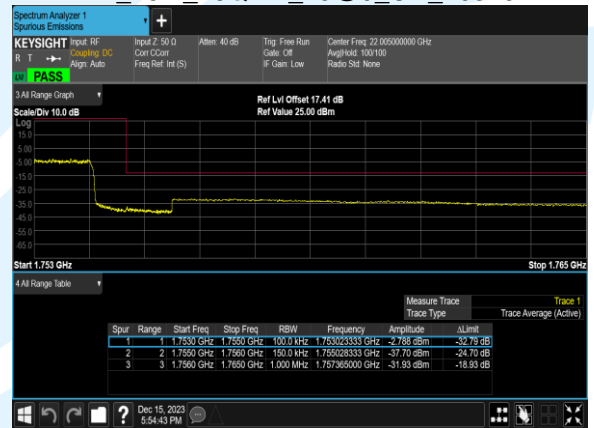 Spectrum Analyzer 1
Spurious Emissions
KEYSIGHT Input: RF Input Z: 50 Ω Atten: 40 dB Trig: Free Run Center Freq: 22.005000000 GHz
R T Coupling: DC Corr CCorr Gate: Off Avg|Hold: 100/100
Align: Auto Freq Ref: Int (S) IF Gain: Low Radio Std: None
LV PASS
3 All Range Graph
Ref Lvl Offset 17.41 dB
Scale/Div 10.0 dB Ref Value 25.00 dBm
Log
15.0
5.00
-5.00
-15.0
-25.0
-35.0
-45.0
-55.0
-65.0
Start 1.753 GHz Stop 1.765 GHz
4 All Range Table
Measure Trace Trace 1
Trace Type Trace Average (Active)
Spur Range Start Freq Stop Freq RBW Frequency Amplitude ΔLimit
1 1 1.7530 GHz 1.7550 GHz 100.0 kHz 1.753023333 GHz -2.788 dBm -32.79 dB
2 2 1.7550 GHz 1.7560 GHz 150.0 kHz 1.755028333 GHz -37.70 dBm -24.70 dB
3 3 1.7560 GHz 1.7650 GHz 1.000 MHz 1.757365000 GHz -31.93 dBm -18.93 dB
Dec 15, 2023
5:54:43 PM